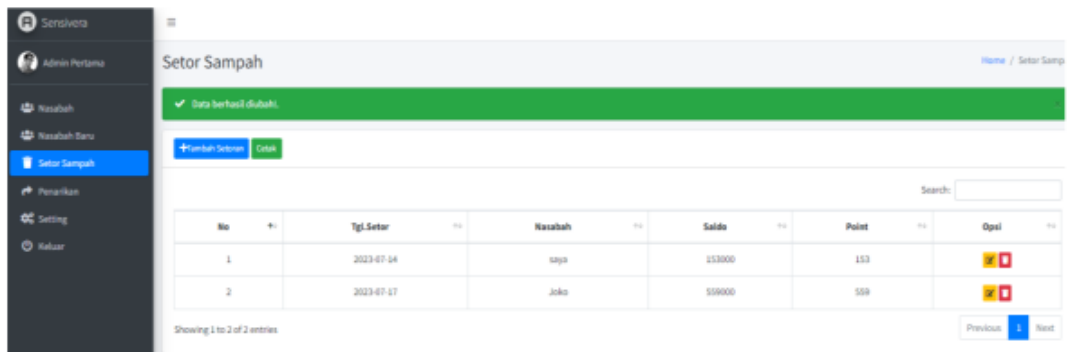 Sensivera
Admin Pertama
Nasabah
Nasabah Baru
Setor Sampah
Penarikan
Setting
Keluar
Setor Sampah
Home / Setor Samp
Data berhasil diubah!.
+Tambah Setoran Cetak
Search:
No Tgl.Setor Nasabah Saldo Point Opsi
1 2023-07-14 saya 153000 153
2 2023-07-17 Joko 559000 559
Showing 1 to 2 of 2 entries
Previous 1 Next